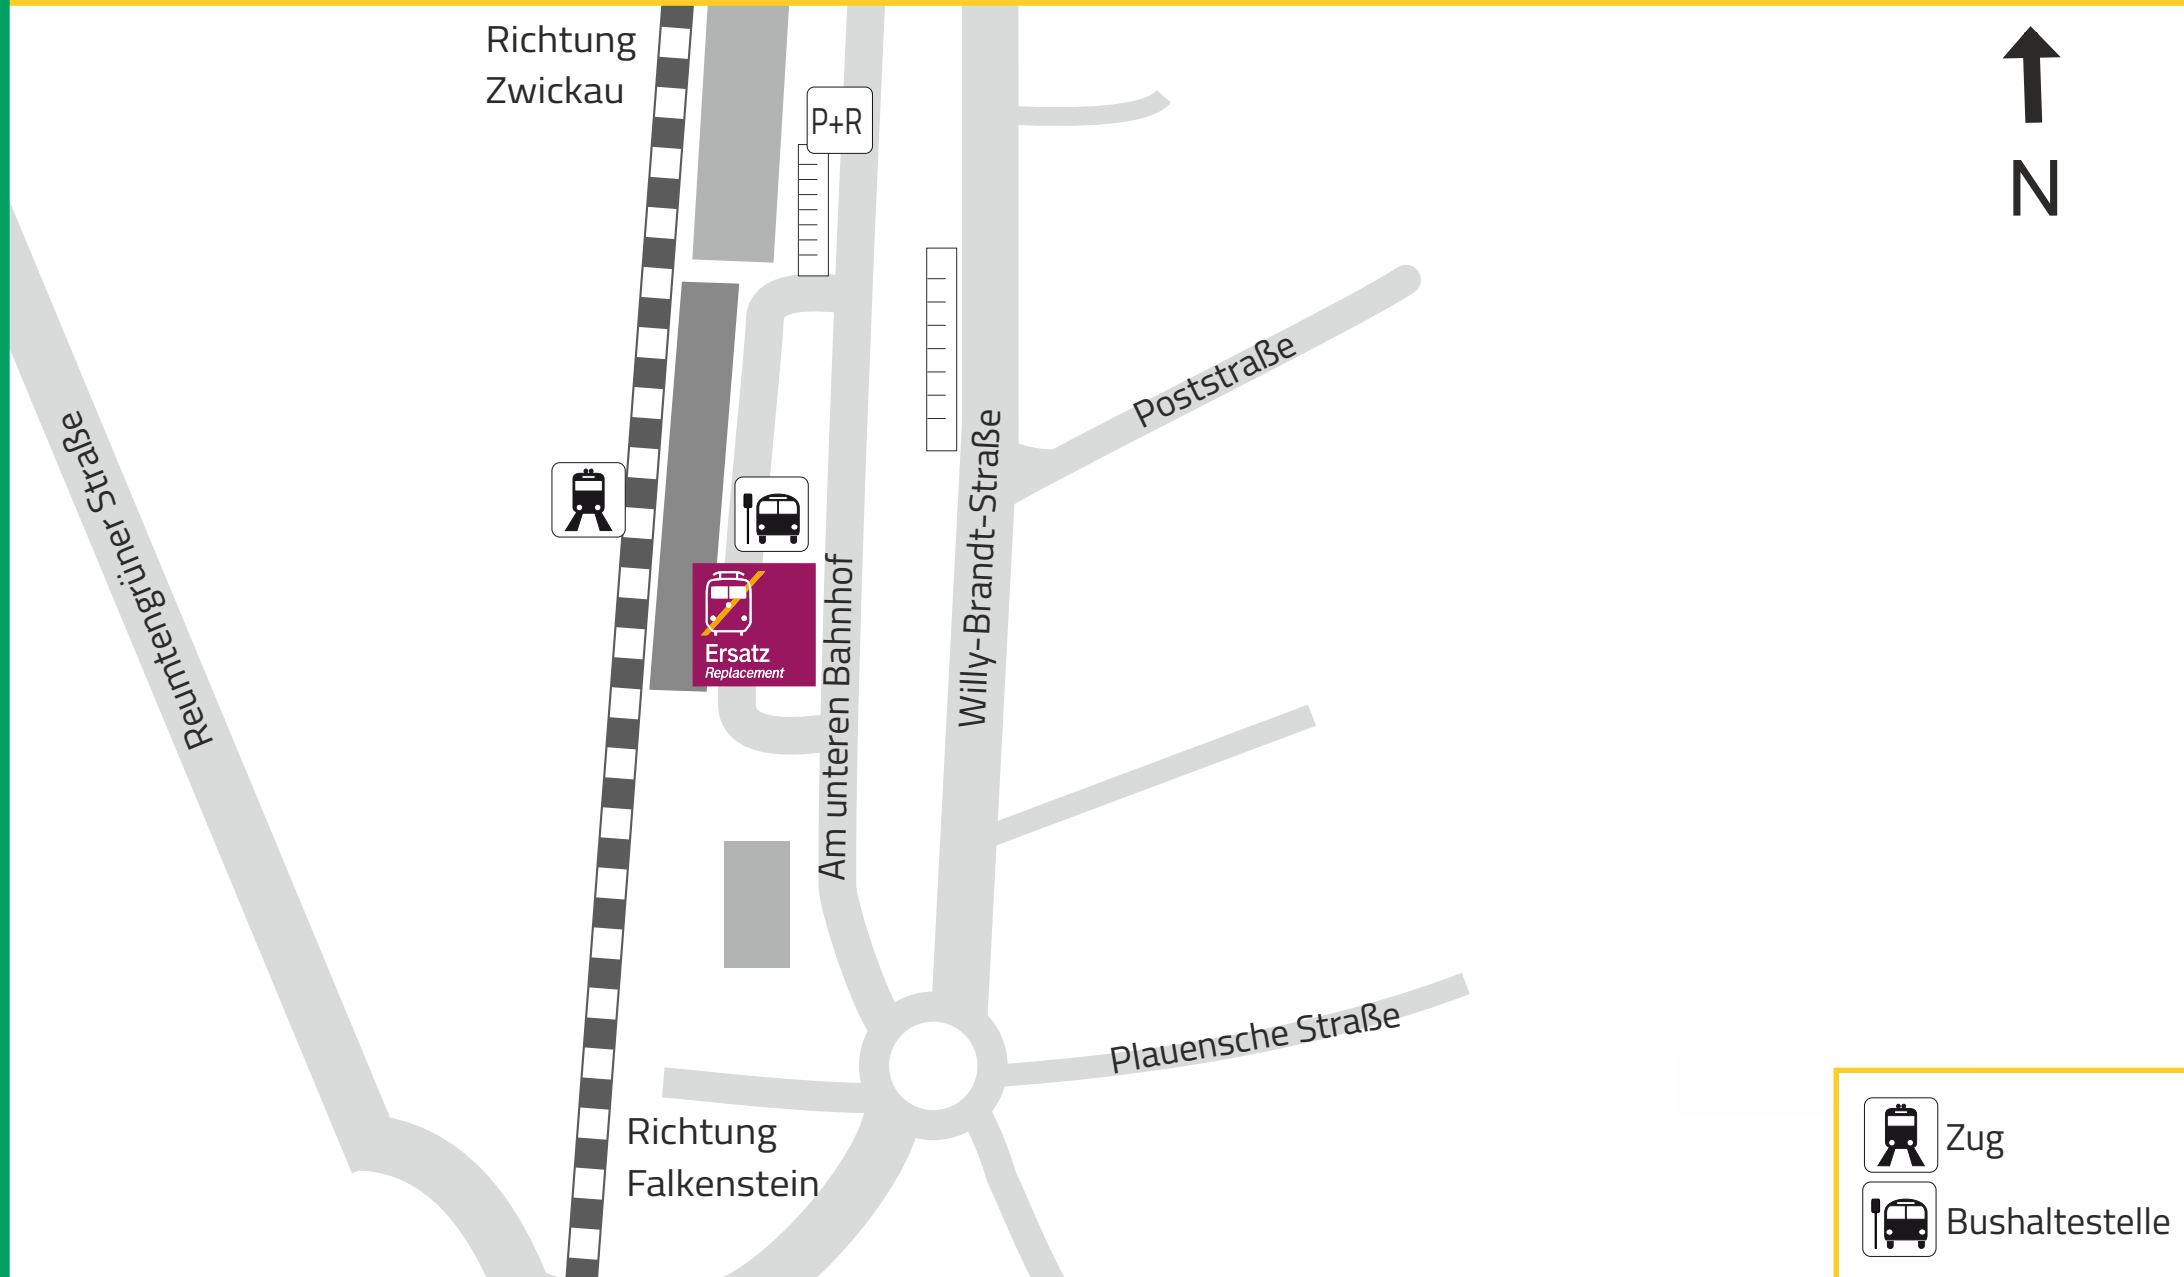 Richtung
Zwickau
P+R
N
Poststraße
Reumtengrüner Straße
Willy-Brandt-Straße
Am unteren Bahnhof
Ersatz
Replacement
Plauensche Straße
Richtung
Falkenstein
Zug
Bushaltestelle